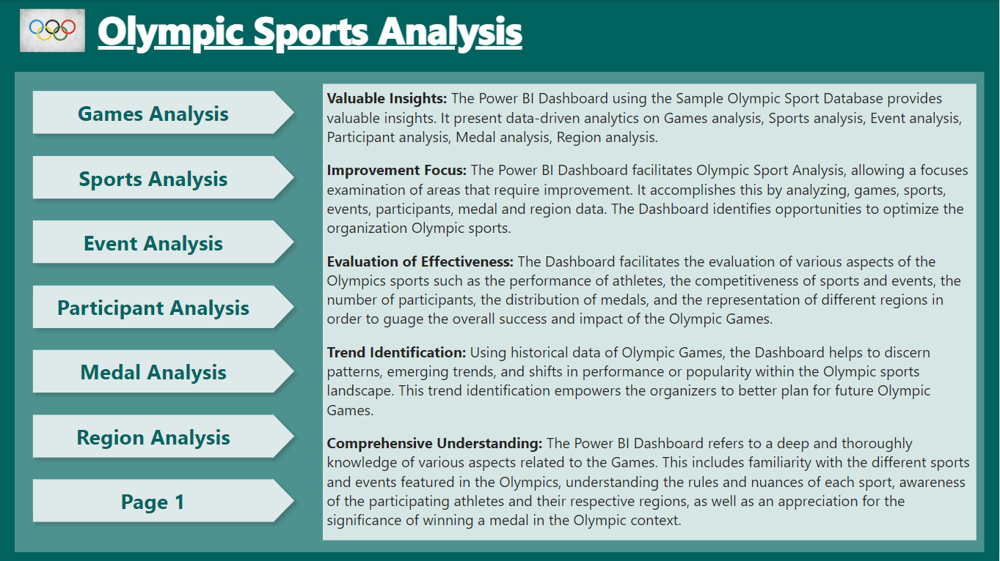 Olympic Sports Analysis
Games Analysis
Sports Analysis
Event Analysis
Participant Analysis
Medal Analysis
Region Analysis
Page 1
Valuable Insights: The Power BI Dashboard using the Sample Olympic Sport Database provides
valuable insights. It present data-driven analytics on Games analysis, Sports analysis, Event analysis,
Participant analysis, Medal analysis, Region analysis.
Improvement Focus: The Power BI Dashboard facilitates Olympic Sport Analysis, allowing a focuses
examination of areas that require improvement. It accomplishes this by analyzing, games, sports,
events, participants, medal and region data. The Dashboard identifies opportunities to optimize the
organization Olympic sports.
Evaluation of Effectiveness: The Dashboard facilitates the evaluation of various aspects of the
Olympics sports such as the performance of athletes, the competitiveness of sports and events, the
number of participants, the distribution of medals, and the representation of different regions in
order to guage the overall success and impact of the Olympic Games.
Trend Identification: Using historical data of Olympic Games, the Dashboard helps to discern
patterns, emerging trends, and shifts in performance or popularity within the Olympic sports
landscape. This trend identification empowers the organizers to better plan for future Olympic
Games.
Comprehensive Understanding: The Power BI Dashboard refers to a deep and thoroughly
knowledge of various aspects related to the Games. This includes familiarity with the different sports
and events featured in the Olympics, understanding the rules and nuances of each sport, awareness
of the participating athletes and their respective regions, as well as an appreciation for the
significance of winning a medal in the Olympic context.